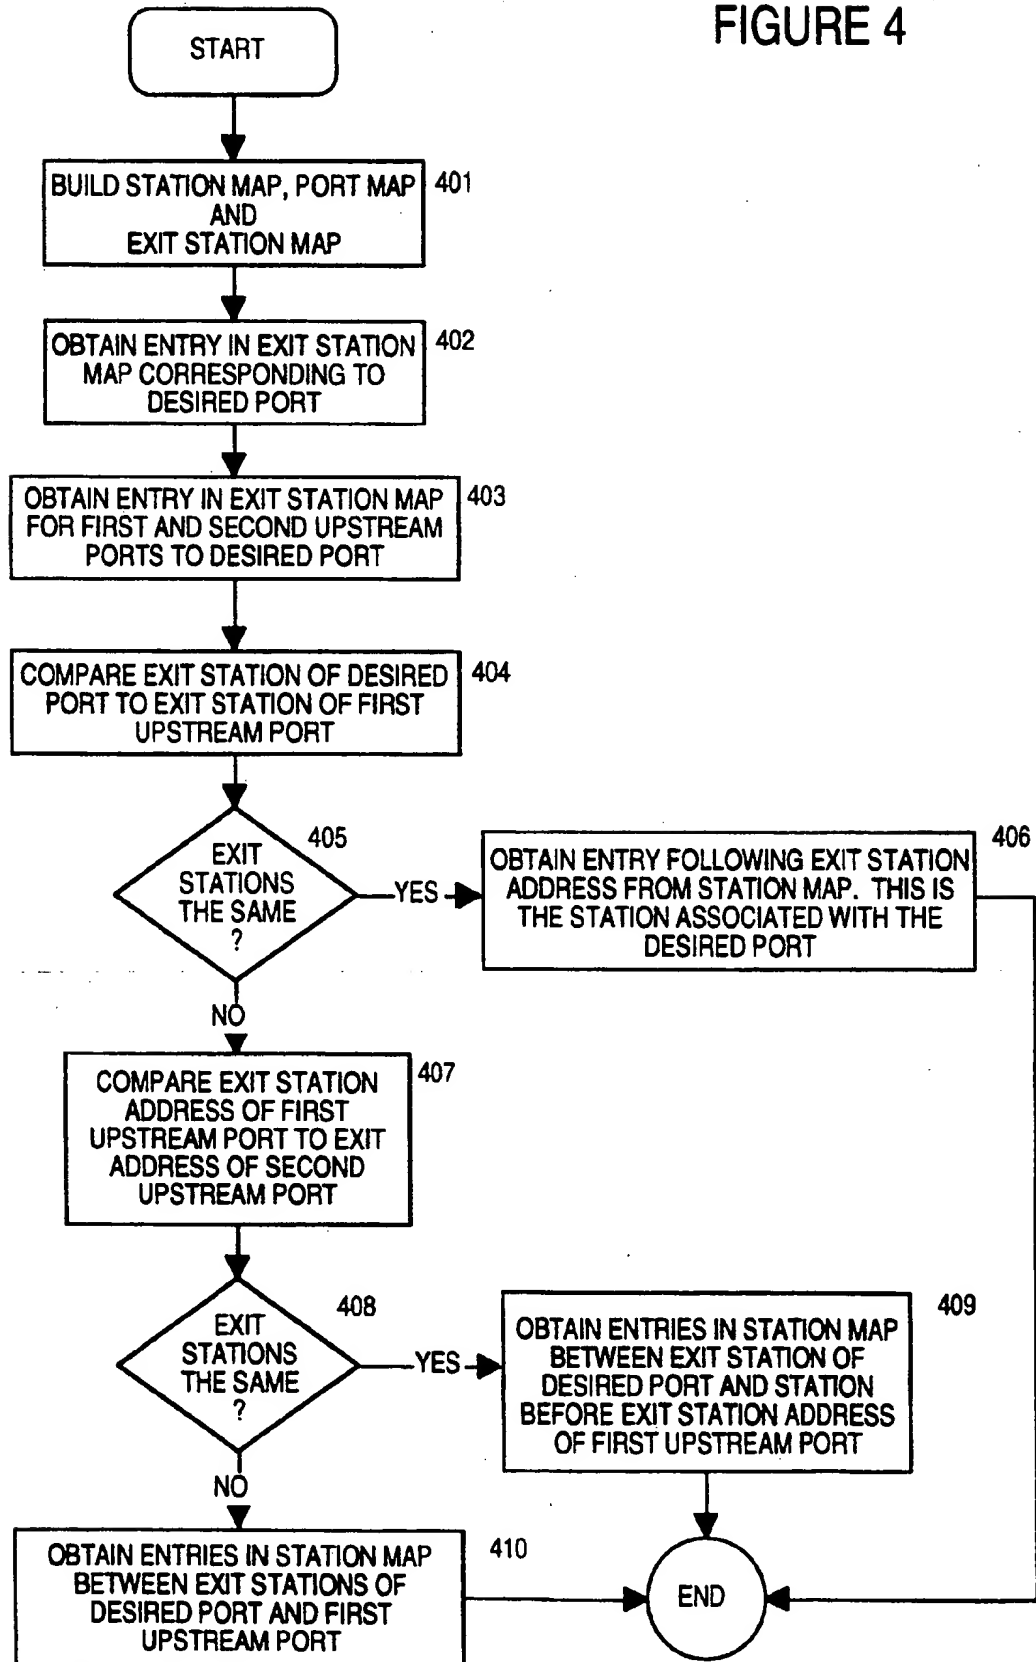 FIGURE 4
START
BUILD STATION MAP, PORT MAP
AND
EXIT STATION MAP
401
OBTAIN ENTRY IN EXIT STATION
MAP CORRESPONDING TO
DESIRED PORT
402
OBTAIN ENTRY IN EXIT STATION MAP
FOR FIRST AND SECOND UPSTREAM
PORTS TO DESIRED PORT
403
COMPARE EXIT STATION OF DESIRED
PORT TO EXIT STATION OF FIRST
UPSTREAM PORT
404
EXIT
STATIONS
THE SAME
?
405
YES
OBTAIN ENTRY FOLLOWING EXIT STATION
ADDRESS FROM STATION MAP. THIS IS
THE STATION ASSOCIATED WITH THE
DESIRED PORT
406
NO
COMPARE EXIT STATION
ADDRESS OF FIRST
UPSTREAM PORT TO EXIT
ADDRESS OF SECOND
UPSTREAM PORT
407
EXIT
STATIONS
THE SAME
?
408
YES
OBTAIN ENTRIES IN STATION MAP
BETWEEN EXIT STATION OF
DESIRED PORT AND STATION
BEFORE EXIT STATION ADDRESS
OF FIRST UPSTREAM PORT
409
NO
OBTAIN ENTRIES IN STATION MAP
BETWEEN EXIT STATIONS OF
DESIRED PORT AND FIRST
UPSTREAM PORT
410
END